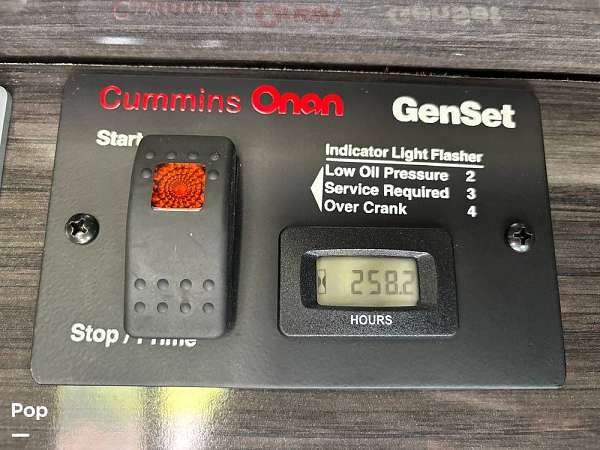 Cummins Onan GenSet
Start
Indicator Light Flasher
Low Oil Pressure 2
Service Required 3
Over Crank 4
258.2
HOURS
Stop / Prime
Pop